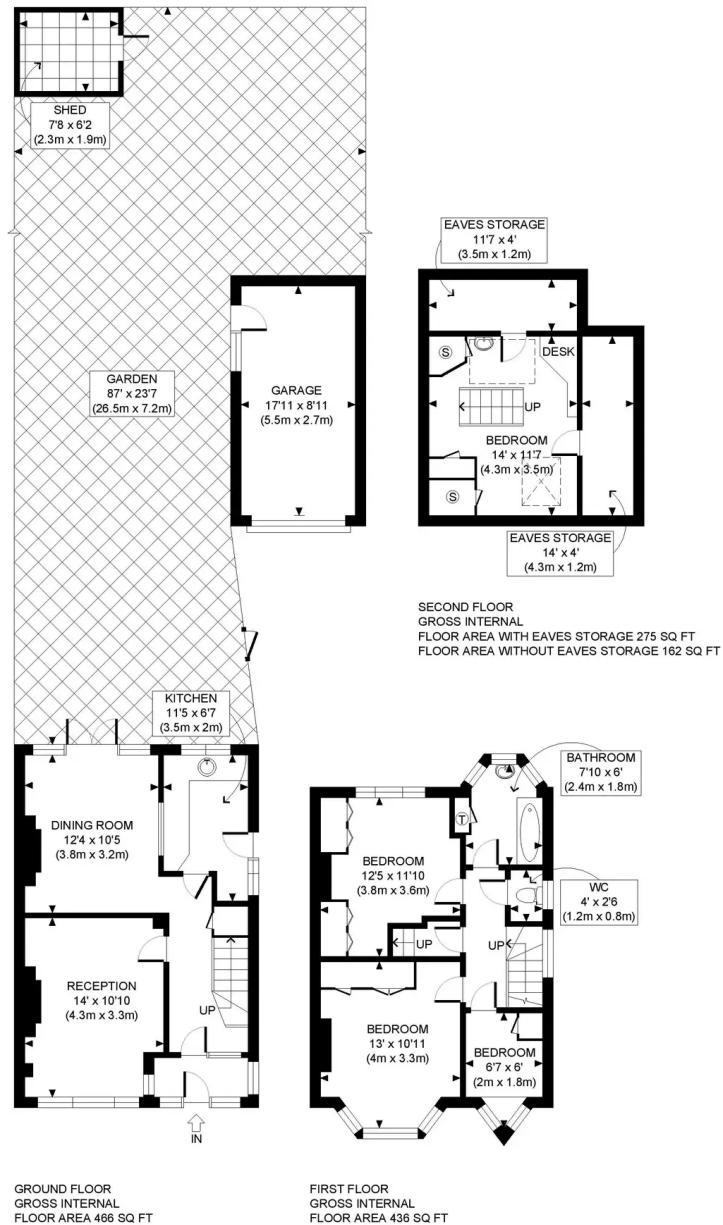 SHED
7'8 x 6'2
(2.3m x 1.9m)
EAVES STORAGE
11'7 x 4'
(3.5m x 1.2m)
S
DESK
GARDEN
87' x 23'7
(26.5m x 7.2m)
GARAGE
17'11 x 8'11
(5.5m x 2.7m)
UP
BEDROOM
14' x 11'7
(4.3m x 3.5m)
S
EAVES STORAGE
14' x 4'
(4.3m x 1.2m)
SECOND FLOOR
GROSS INTERNAL
FLOOR AREA WITH EAVES STORAGE 275 SQ FT
FLOOR AREA WITHOUT EAVES STORAGE 162 SQ FT
KITCHEN
11'5 x 6'7
(3.5m x 2m)
DINING ROOM
12'4 x 10'5
(3.8m x 3.2m)
RECEPTION
14' x 10'10
(4.3m x 3.3m)
UP
IN
BATHROOM
7'10 x 6'
(2.4m x 1.8m)
T
BEDROOM
12'5 x 11'10
(3.8m x 3.6m)
WC
4' x 2'6
(1.2m x 0.8m)
UP
UP
BEDROOM
13' x 10'11
(4m x 3.3m)
BEDROOM
6'7 x 6'
(2m x 1.8m)
GROUND FLOOR
GROSS INTERNAL
FLOOR AREA 466 SQ FT
FIRST FLOOR
GROSS INTERNAL
FLOOR AREA 436 SQ FT